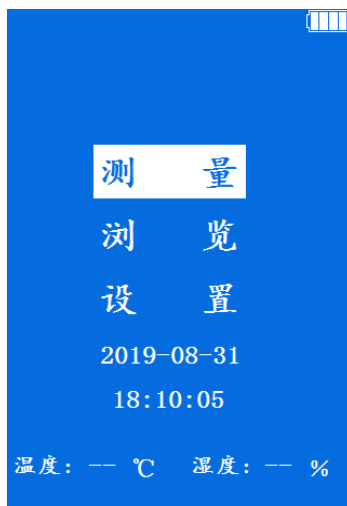 测 量
浏 览
设 置
2019-08-31
18:10:05
温度: -- ℃ 湿度: -- %